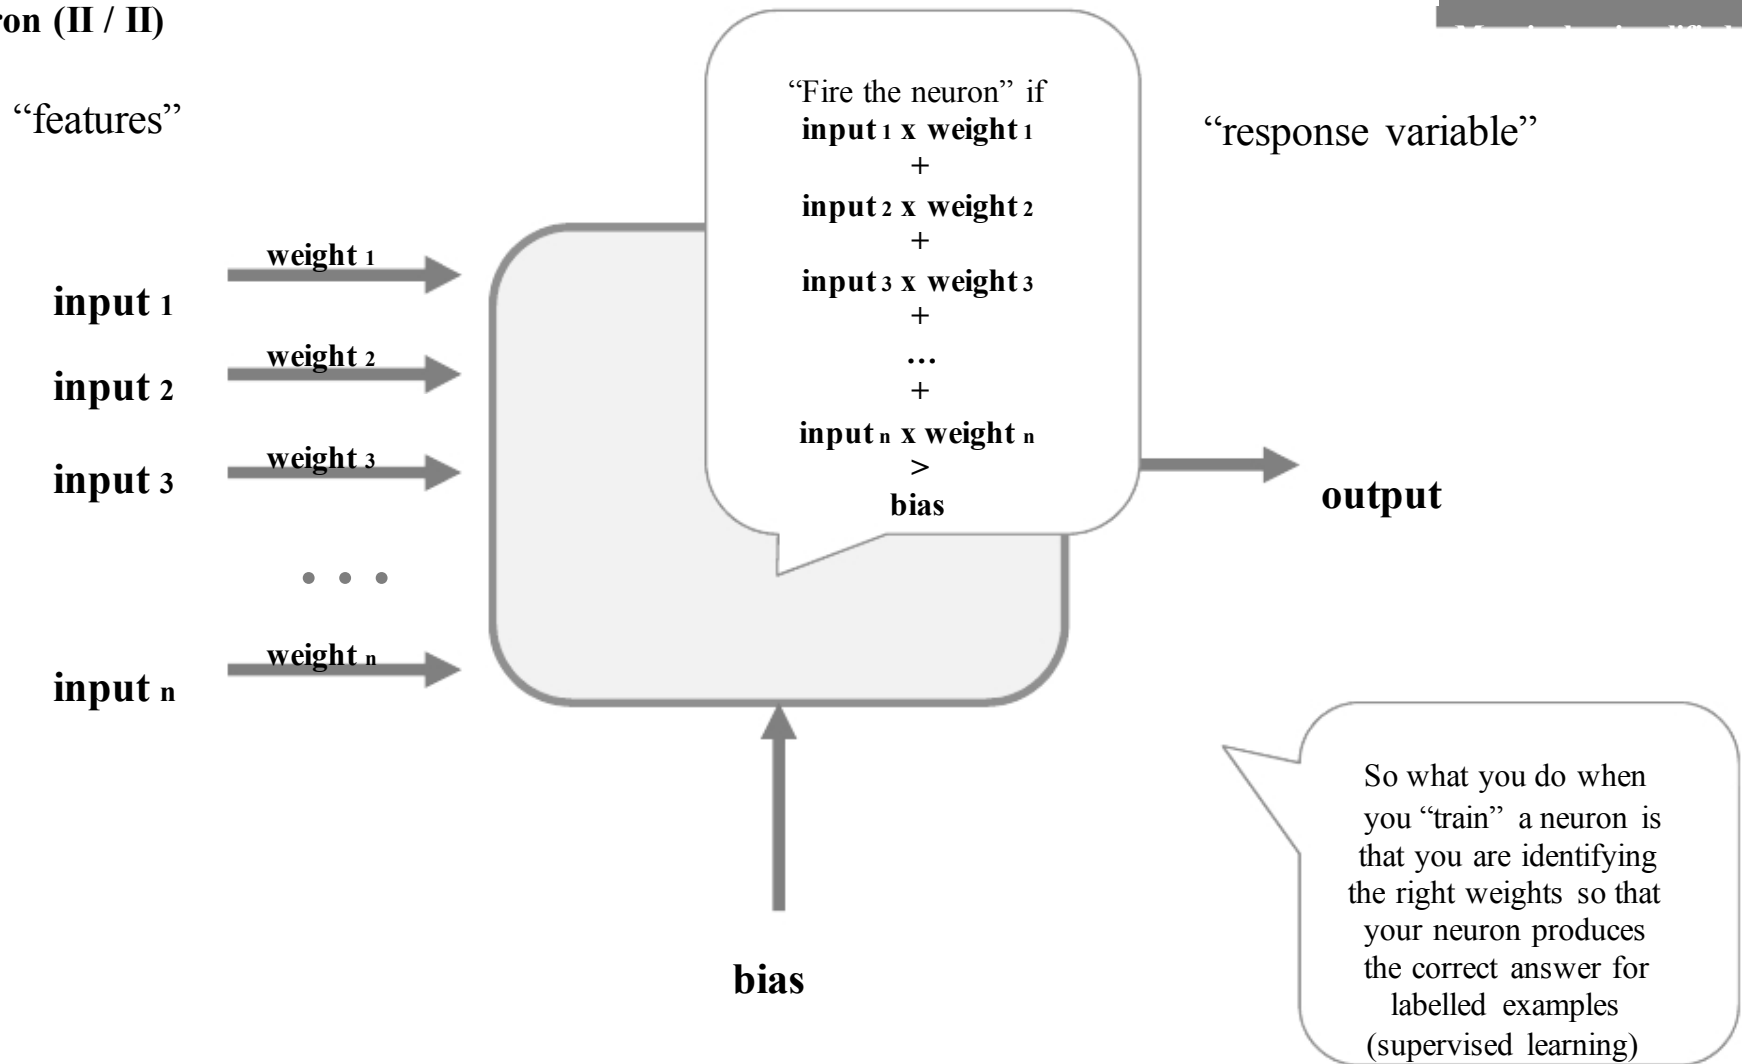 ron (II / II)
“features”
“response variable”
“Fire the neuron” if
input 1 x weight 1
+
input 2 x weight 2
+
input 3 x weight 3
+
...
+
input n x weight n
>
bias
weight 1
input 1
weight 2
input 2
weight 3
input 3
weight n
input n
output
bias
So what you do when
you “train” a neuron is
that you are identifying
the right weights so that
your neuron produces
the correct answer for
labelled examples
(supervised learning)